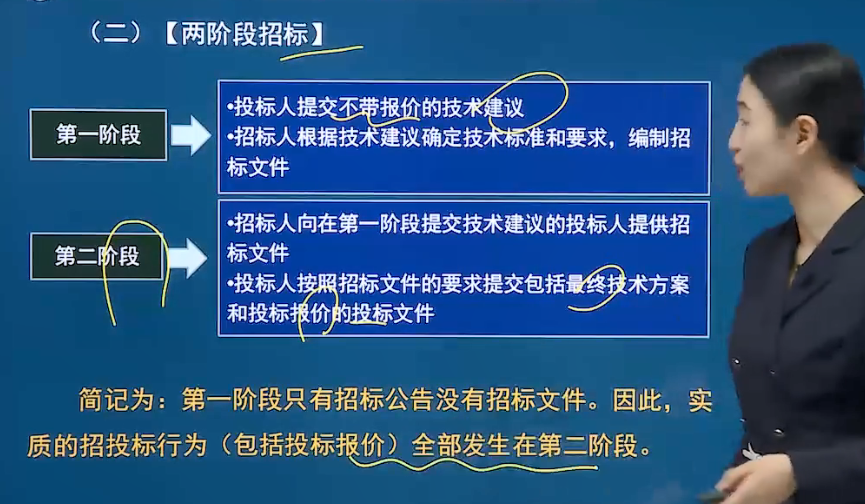 （二）【两阶段招标】
第一阶段
•投标人提交不带报价的技术建议
•招标人根据技术建议确定技术标准和要求，编制招
标文件
第二阶段
•招标人向在第一阶段提交技术建议的投标人提供招
标文件
•投标人按照招标文件的要求提交包括最终技术方案
和投标报价的投标文件
简记为：第一阶段只有招标公告没有招标文件。因此，实
质的招投标行为（包括投标报价）全部发生在第二阶段。